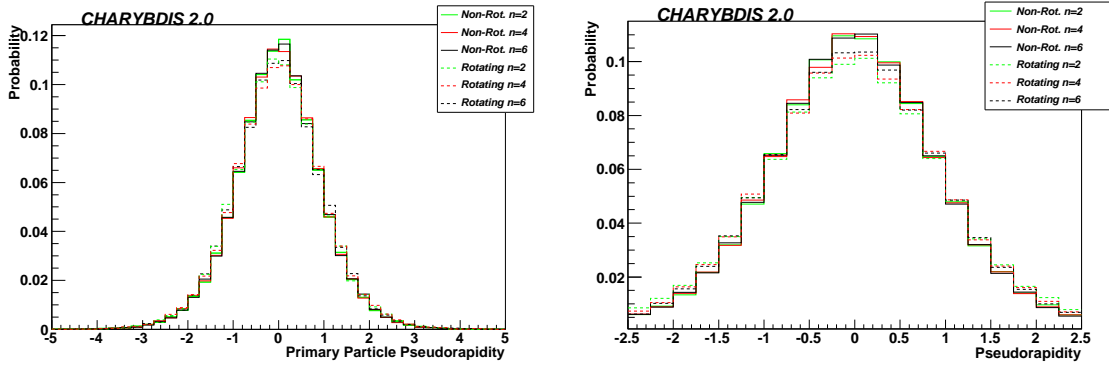 CHARYBDIS 2.0
Probability
0.12
0.1
0.08
0.06
0.04
0.02
0
-5 -4 -3 -2 -1 0 1 2 3 4 5
Primary Particle Pseudorapidity
Non-Rot. n=2
Non-Rot. n=4
Non-Rot. n=6
Rotating n=2
Rotating n=4
Rotating n=6
CHARYBDIS 2.0
Probability
0.1
0.08
0.06
0.04
0.02
-2.5 -2 -1.5 -1 -0.5 0 0.5 1 1.5 2 2.5
Pseudorapidity
Non-Rot. n=2
Non-Rot. n=4
Non-Rot. n=6
Rotating n=2
Rotating n=4
Rotating n=6